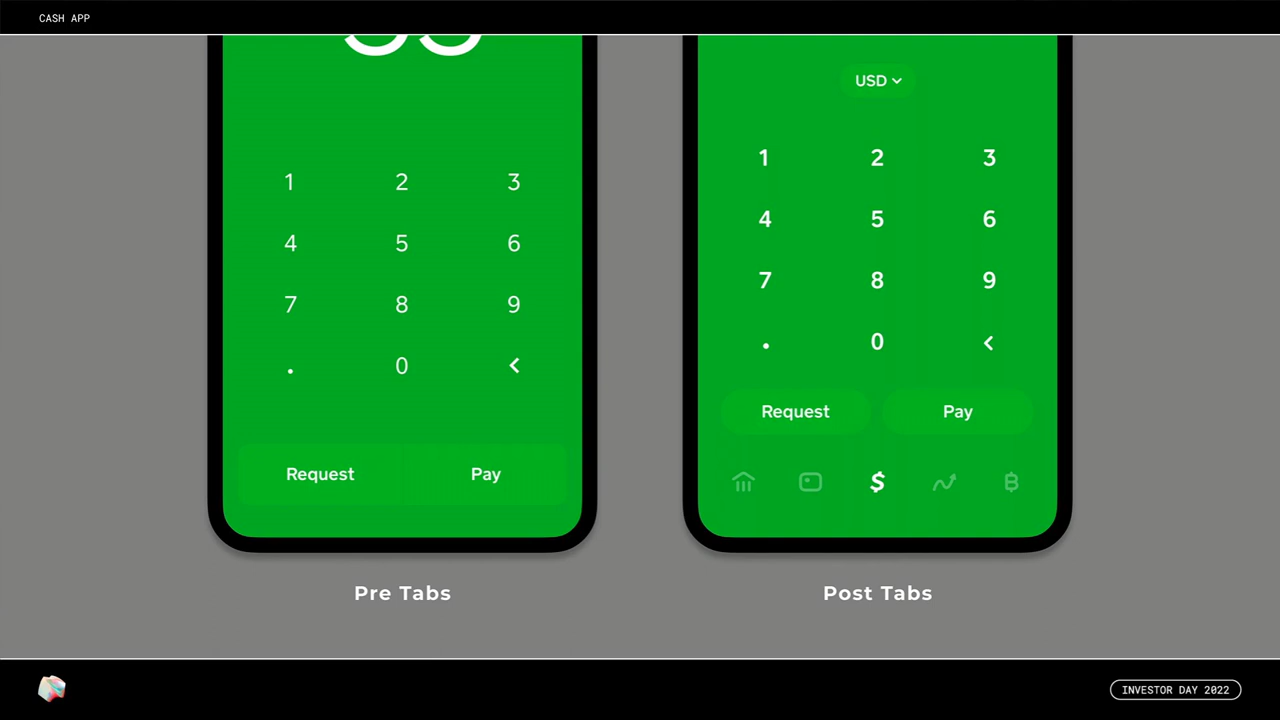 CASH APP
1 2 3
4 5 6
7 8 9
. 0 <
Request Pay
Pre Tabs
USD
1 2 3
4 5 6
7 8 9
. 0 <
Request Pay
$
Post Tabs
INVESTOR DAY 2022